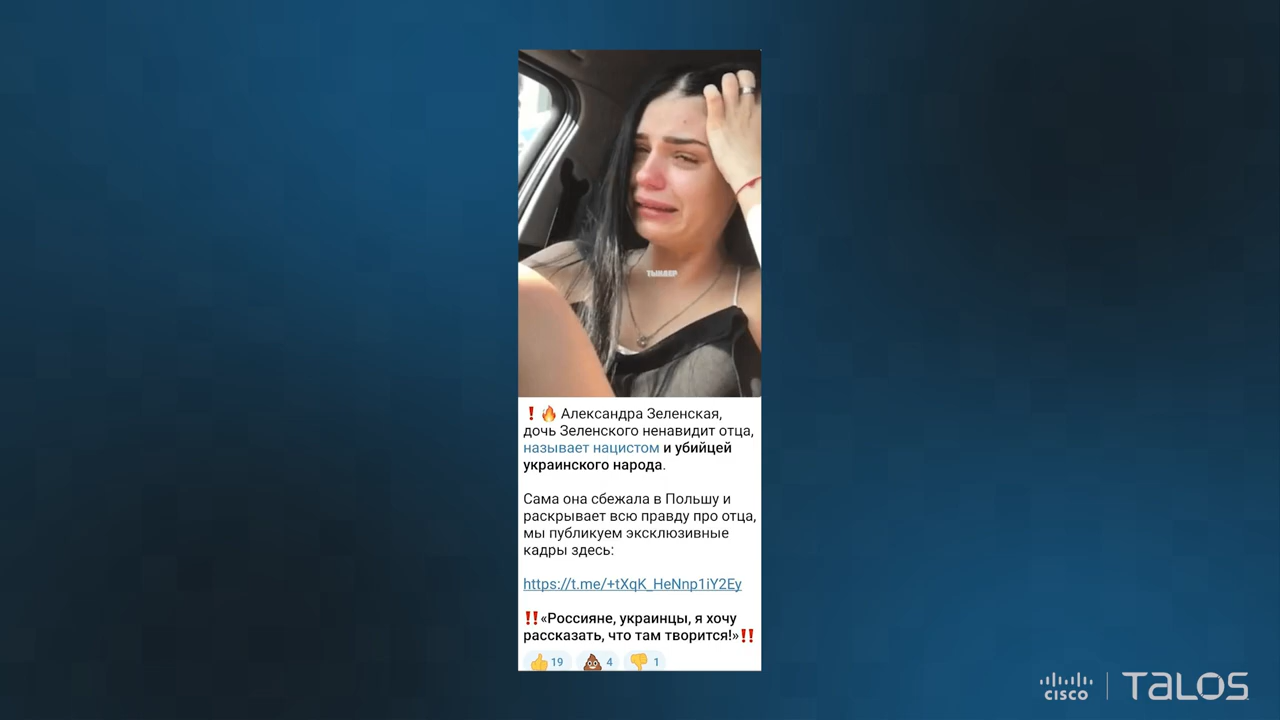 ТЫЖВЕР
❗🔥 Александра Зеленская,
дочь Зеленского ненавидит отца,
называет нацистом и убийцей
украинского народа.
Сама она сбежала в Польшу и
раскрывает всю правду про отца,
мы публикуем эксклюзивные
кадры здесь:
https://t.me/+tXqK_HeNnp1iY2Ey
‼️«Россияне, украинцы, я хочу
рассказать, что там творится!»‼️
👍 19 💩 4 👎 1
CISCO TALOS